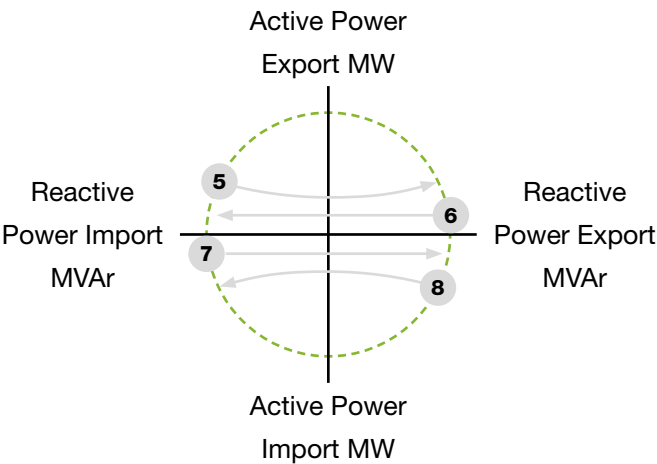 Active Power
Export MW
5
Reactive
Power Import
MVAr
6
Reactive
Power Export
MVAr
7
8
Active Power
Import MW